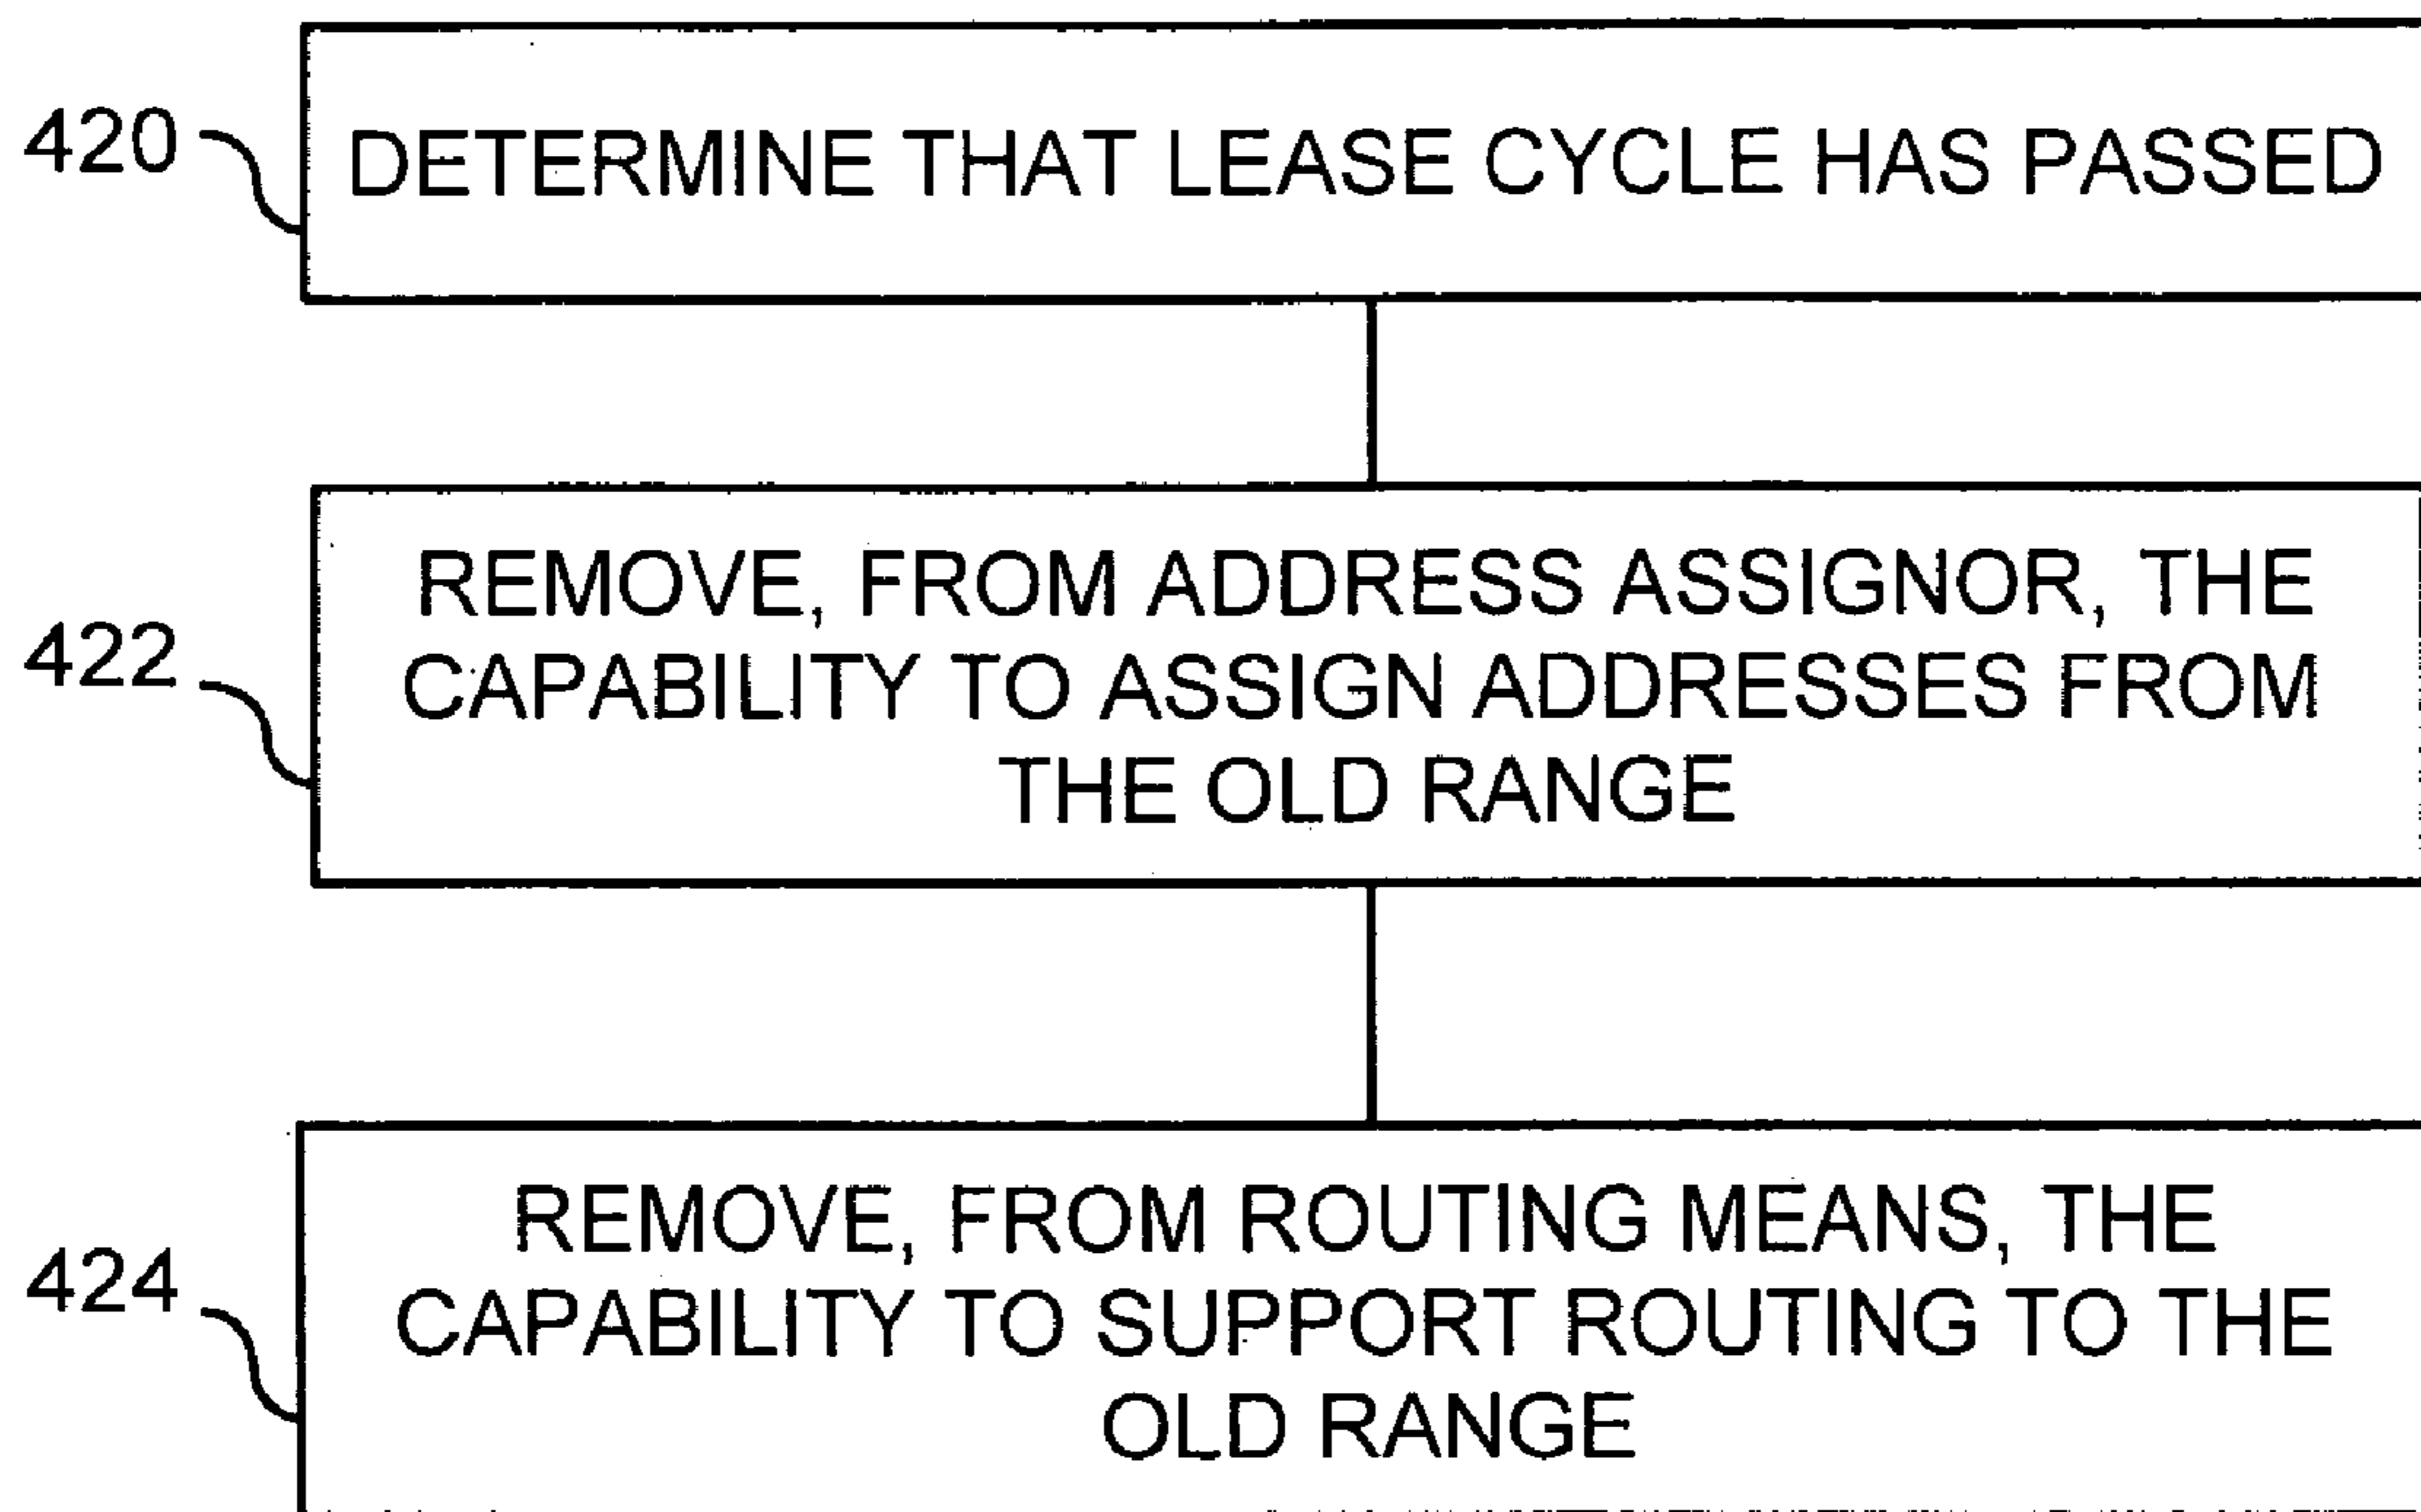 420
DETERMINE THAT LEASE CYCLE HAS PASSED
422
REMOVE, FROM ADDRESS ASSIGNOR, THE
CAPABILITY TO ASSIGN ADDRESSES FROM
THE OLD RANGE
424
REMOVE, FROM ROUTING MEANS, THE
CAPABILITY TO SUPPORT ROUTING TO THE
OLD RANGE